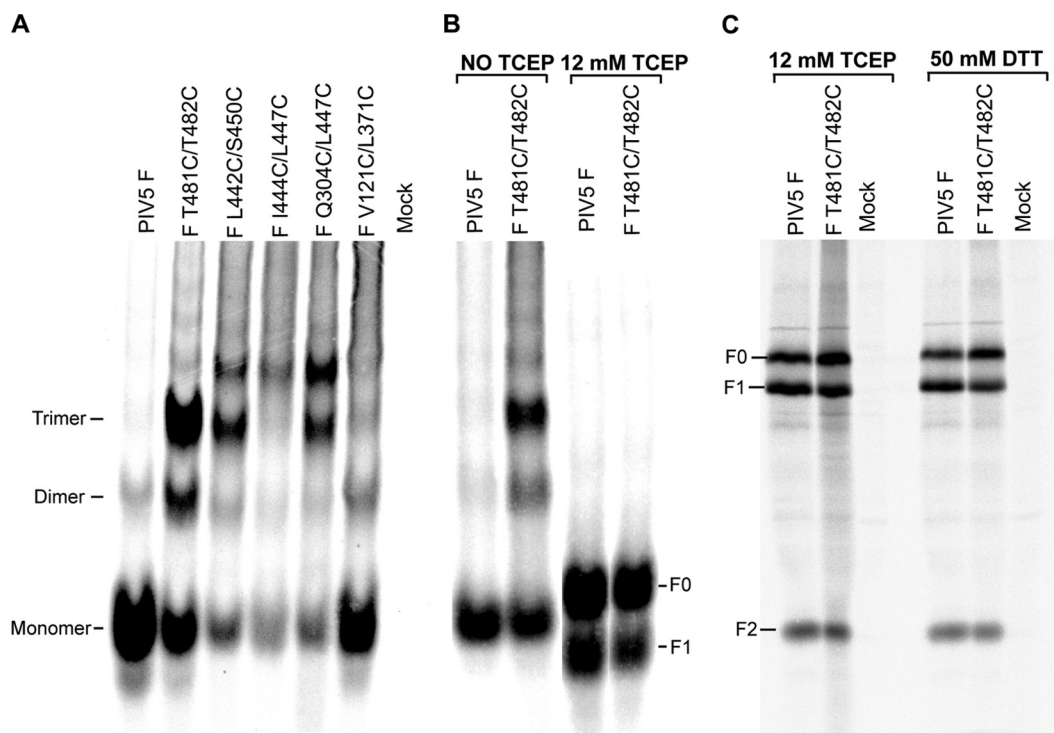 A
PIV5 F
F T481C/T482C
F L442C/S450C
F I444C/L447C
F Q304C/L447C
F V121C/L371C
Mock
Trimer
Dimer
Monomer
B
NO TCEP
12 mM TCEP
PIV5 F
F T481C/T482C
PIV5 F
F T481C/T482C
F0
F1
C
12 mM TCEP
50 mM DTT
PIV5 F
F T481C/T482C
Mock
PIV5 F
F T481C/T482C
Mock
F0
F1
F2